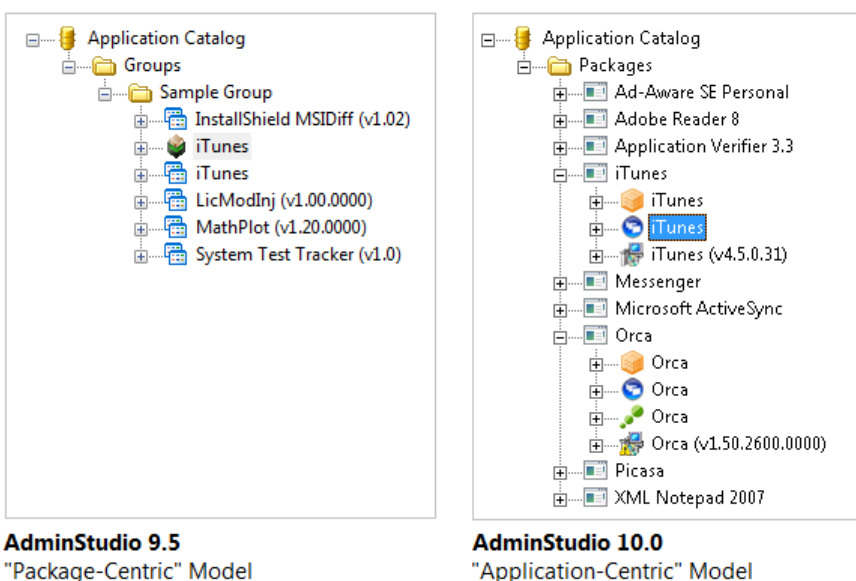 Application Catalog
Groups
Sample Group
InstallShield MSIDiff (v1.02)
iTunes
iTunes
LicModInj (v1.00.0000)
MathPlot (v1.20.0000)
System Test Tracker (v1.0)
AdminStudio 9.5
"Package-Centric" Model
Application Catalog
Packages
Ad-Aware SE Personal
Adobe Reader 8
Application Verifier 3.3
iTunes
iTunes
iTunes
iTunes (v4.5.0.31)
Messenger
Microsoft ActiveSync
Orca
Orca
Orca
Orca
Orca (v1.50.2600.0000)
Picasa
XML Notepad 2007
AdminStudio 10.0
"Application-Centric" Model